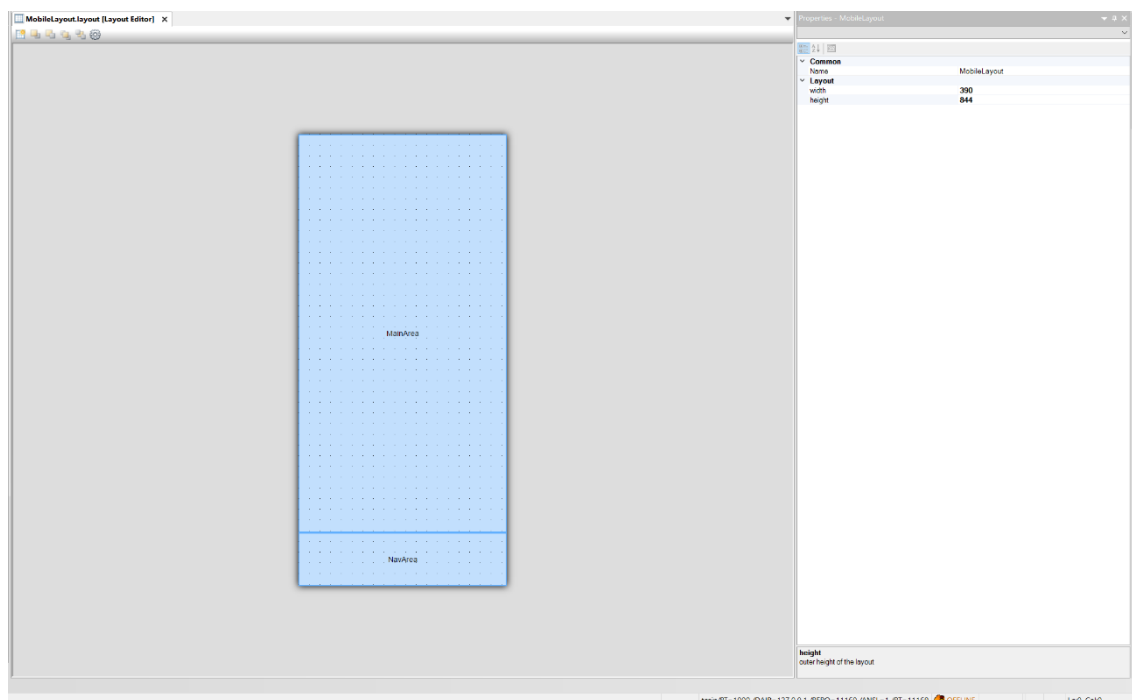 MobileLayout.layout [Layout Editor] X
Properties - MobileLayout
Common
Name MobileLayout
Layout
width 390
height 844
MainArea
NavArea
height
outer height of the layout
OFFLINE